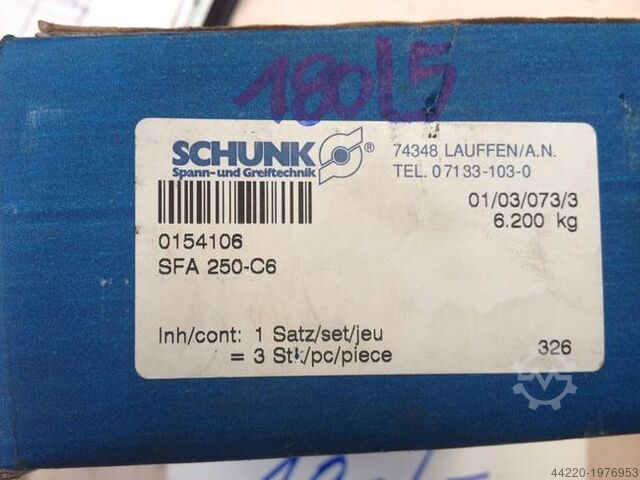 180L5
SCHUNK ®
Spann- und Greiftechnik
74348 LAUFFEN/A.N.
TEL. 07133-103-0
01/03/073/3
6.200 kg
0154106
SFA 250-C6
Inh/cont: 1 Satz/set/jeu
= 3 Stk/pc/piece
326
44220-1976953